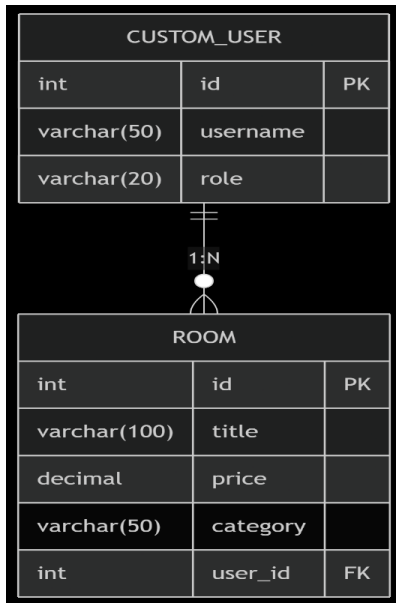 CUSTOM_USER
int id PK
varchar(50) username
varchar(20) role
1:N
ROOM
int id PK
varchar(100) title
decimal price
varchar(50) category
int user_id FK